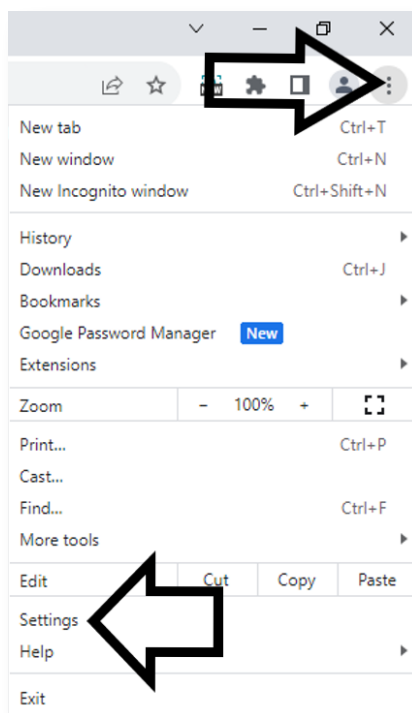 New tab Ctrl+T
New window Ctrl+N
New Incognito window Ctrl+Shift+N
History
Downloads Ctrl+J
Bookmarks
Google Password Manager New
Extensions
Zoom - 100% +
Print... Ctrl+P
Cast...
Find... Ctrl+F
More tools
Edit Cut Copy Paste
Settings
Help
Exit